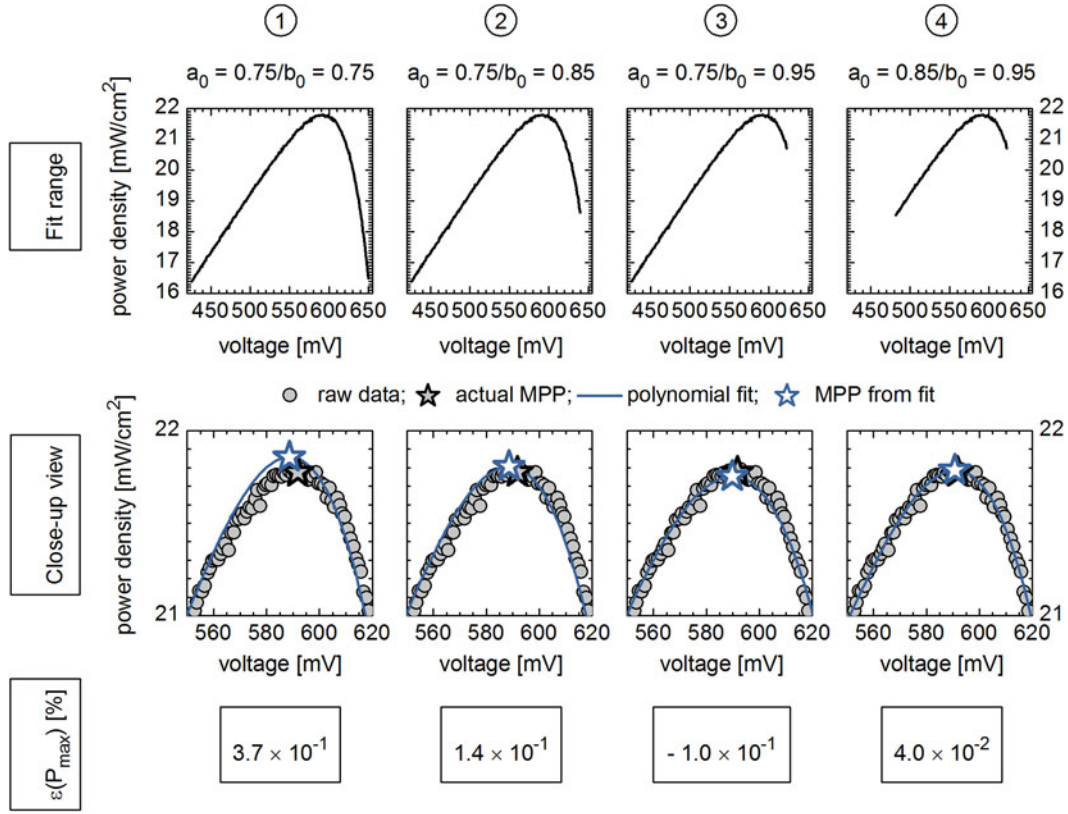 ① ② ③ ④
a₀ = 0.75/b₀ = 0.75 a₀ = 0.75/b₀ = 0.85 a₀ = 0.75/b₀ = 0.95 a₀ = 0.85/b₀ = 0.95
Fit range
power density [mW/cm²]
22 22
21 21
20 20
19 19
18 18
17 17
16 16
450 500 550 600 650 450 500 550 600 650 450 500 550 600 650 450 500 550 600 650
voltage [mV] voltage [mV] voltage [mV] voltage [mV]
raw data; actual MPP; polynomial fit; MPP from fit
Close-up view
power density [mW/cm²]
22 22
21 21
560 580 600 620 560 580 600 620 560 580 600 620 560 580 600 620
voltage [mV] voltage [mV] voltage [mV] voltage [mV]
ε(Pmax) [%]
3.7 × 10⁻¹ 1.4 × 10⁻¹ - 1.0 × 10⁻¹ 4.0 × 10⁻²